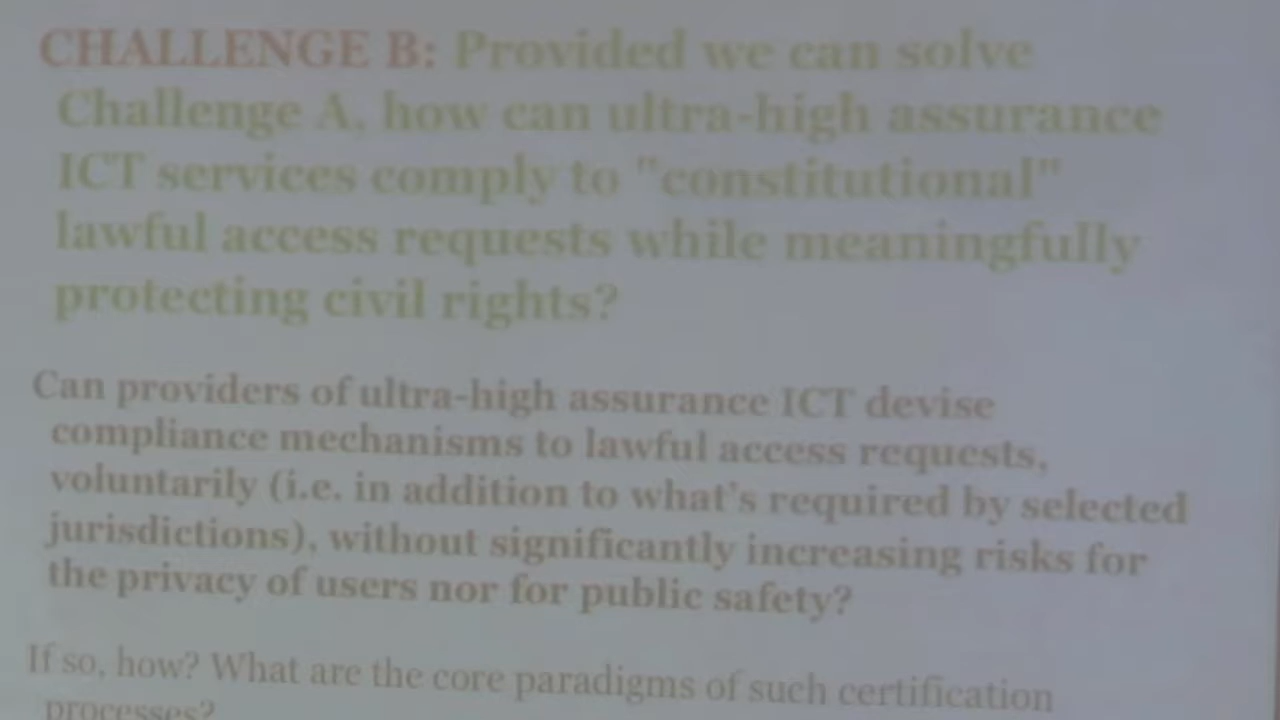 CHALLENGE B: Provided we can solve
Challenge A, how can ultra-high assurance
ICT services comply to "constitutional"
lawful access requests while meaningfully
protecting civil rights?
Can providers of ultra-high assurance ICT devise
compliance mechanisms to lawful access requests,
voluntarily (i.e. in addition to what's required by selected
jurisdictions), without significantly increasing risks for
the privacy of users nor for public safety?
If so, how? What are the core paradigms of such certification
processes?